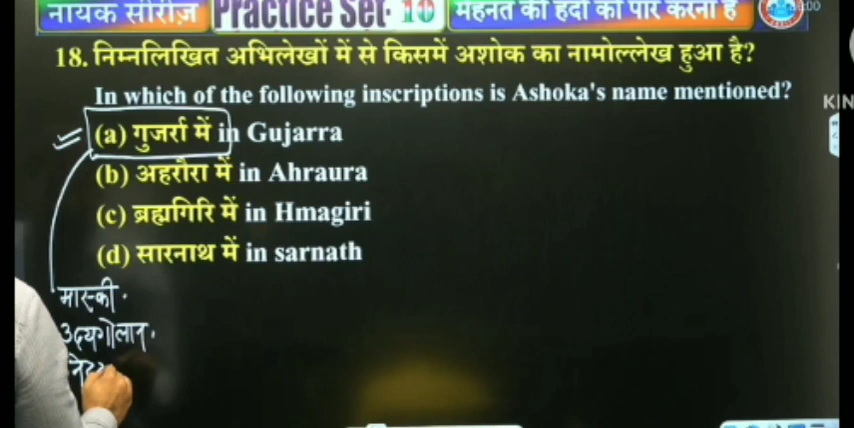 नायक सीरीज़ Practice Set- 10 मेहनत की हदों को पार करना है
18. निम्नलिखित अभिलेखों में से किसमें अशोक का नामोल्लेख हुआ है?
In which of the following inscriptions is Ashoka's name mentioned?
KIN
(a) गुजर्रा में in Gujarra
(b) अहरौरा में in Ahraura
(c) ब्रह्मगिरि में in Hmagiri
(d) सारनाथ में in sarnath
मास्की.
उदयगोलान.